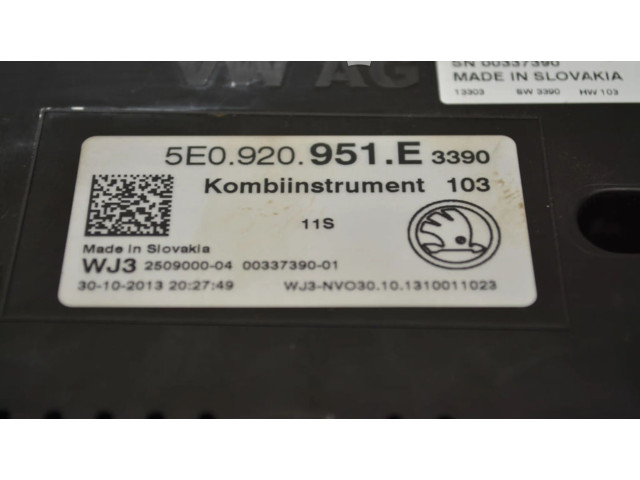 VW AG
SN 00337390
MADE IN SLOVAKIA
13303 SW 3390 HW 103
5E0.920.951.E 3390
Kombiinstrument 103
11S
Made in Slovakia
WJ3 2509000-04 00337390-01
30-10-2013 20:27:49 WJ3-NVO30.10.1310011023